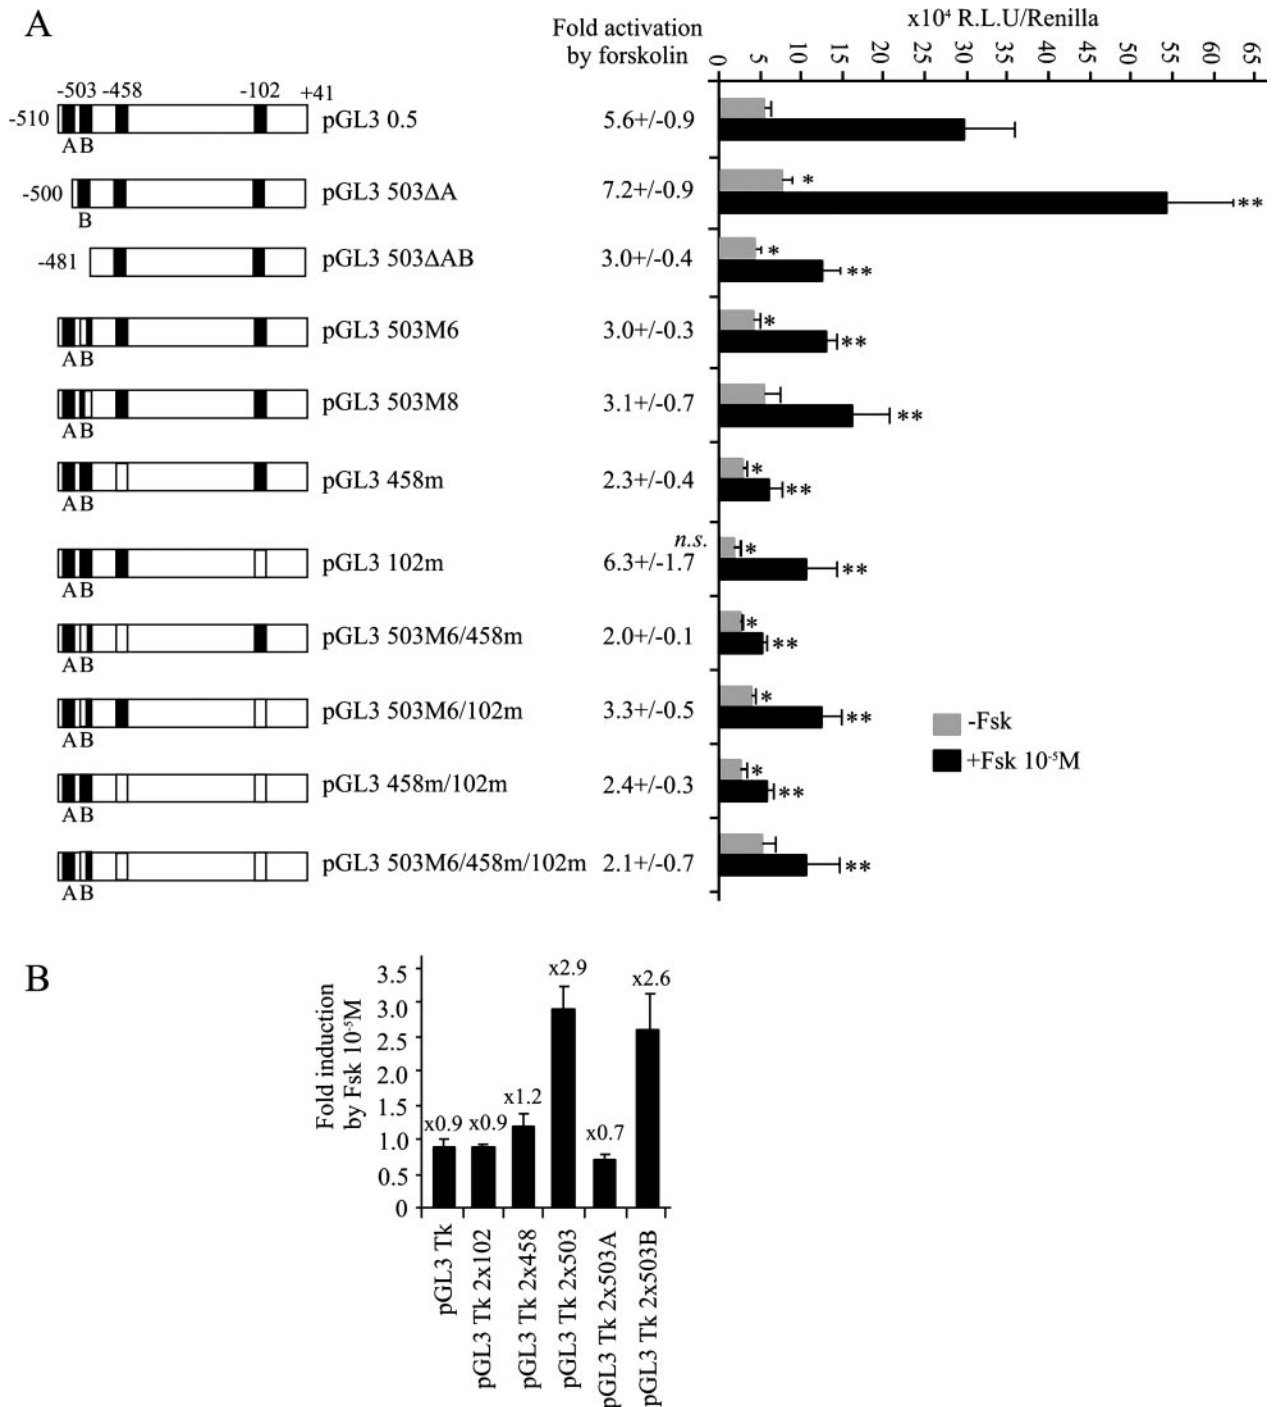 A
Fold activation
by forskolin
x10⁴ R.L.U/Renilla
0 5 10 15 20 25 30 35 40 45 50 55 60 65
-503 -458 -102 +41
-510 pGL3 0.5 5.6+/-0.9
A B
-500 pGL3 503ΔA 7.2+/-0.9 * **
B
-481 pGL3 503ΔAB 3.0+/-0.4 * **
pGL3 503M6 3.0+/-0.3 * **
A B
pGL3 503M8 3.1+/-0.7 **
A B
pGL3 458m 2.3+/-0.4 * **
A B
n.s.
pGL3 102m 6.3+/-1.7 * **
A B
pGL3 503M6/458m 2.0+/-0.1 * **
A B
pGL3 503M6/102m 3.3+/-0.5 * **
A B
-Fsk
+Fsk 10⁻⁵M
pGL3 458m/102m 2.4+/-0.3 * **
A B
pGL3 503M6/458m/102m 2.1+/-0.7 **
A B
B
Fold induction
by Fsk 10⁻⁵M
3.5
3.0
2.5
2.0
1.5
1.0
0.5
0
x0.9
x0.9
x1.2
x2.9
x0.7
x2.6
pGL3 Tk
pGL3 Tk 2x102
pGL3 Tk 2x458
pGL3 Tk 2x503
pGL3 Tk 2x503A
pGL3 Tk 2x503B